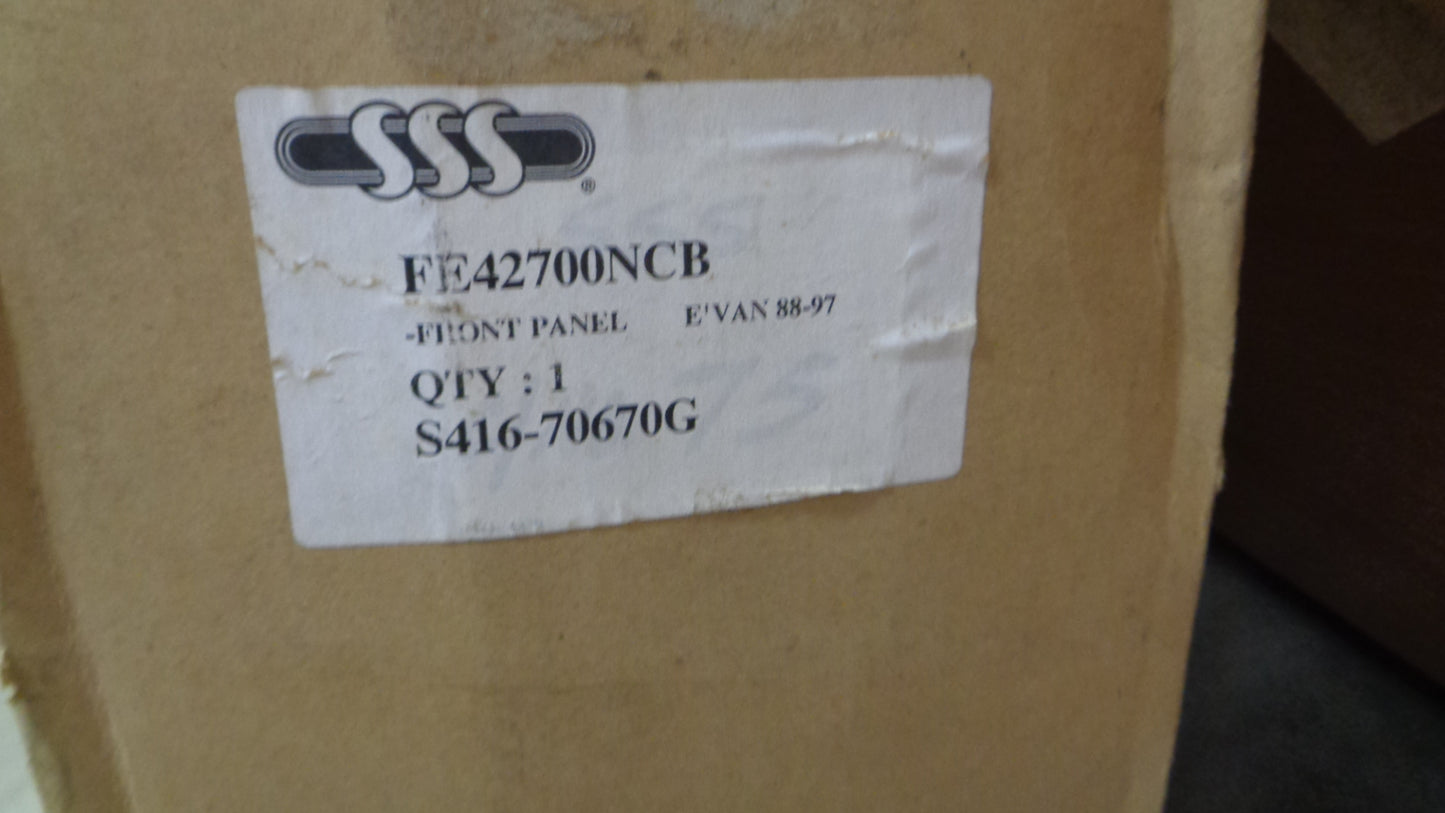 SSS®
FE42700NCB
-FRONT PANEL E'VAN 88-97
QTY : 1
S416-70670G